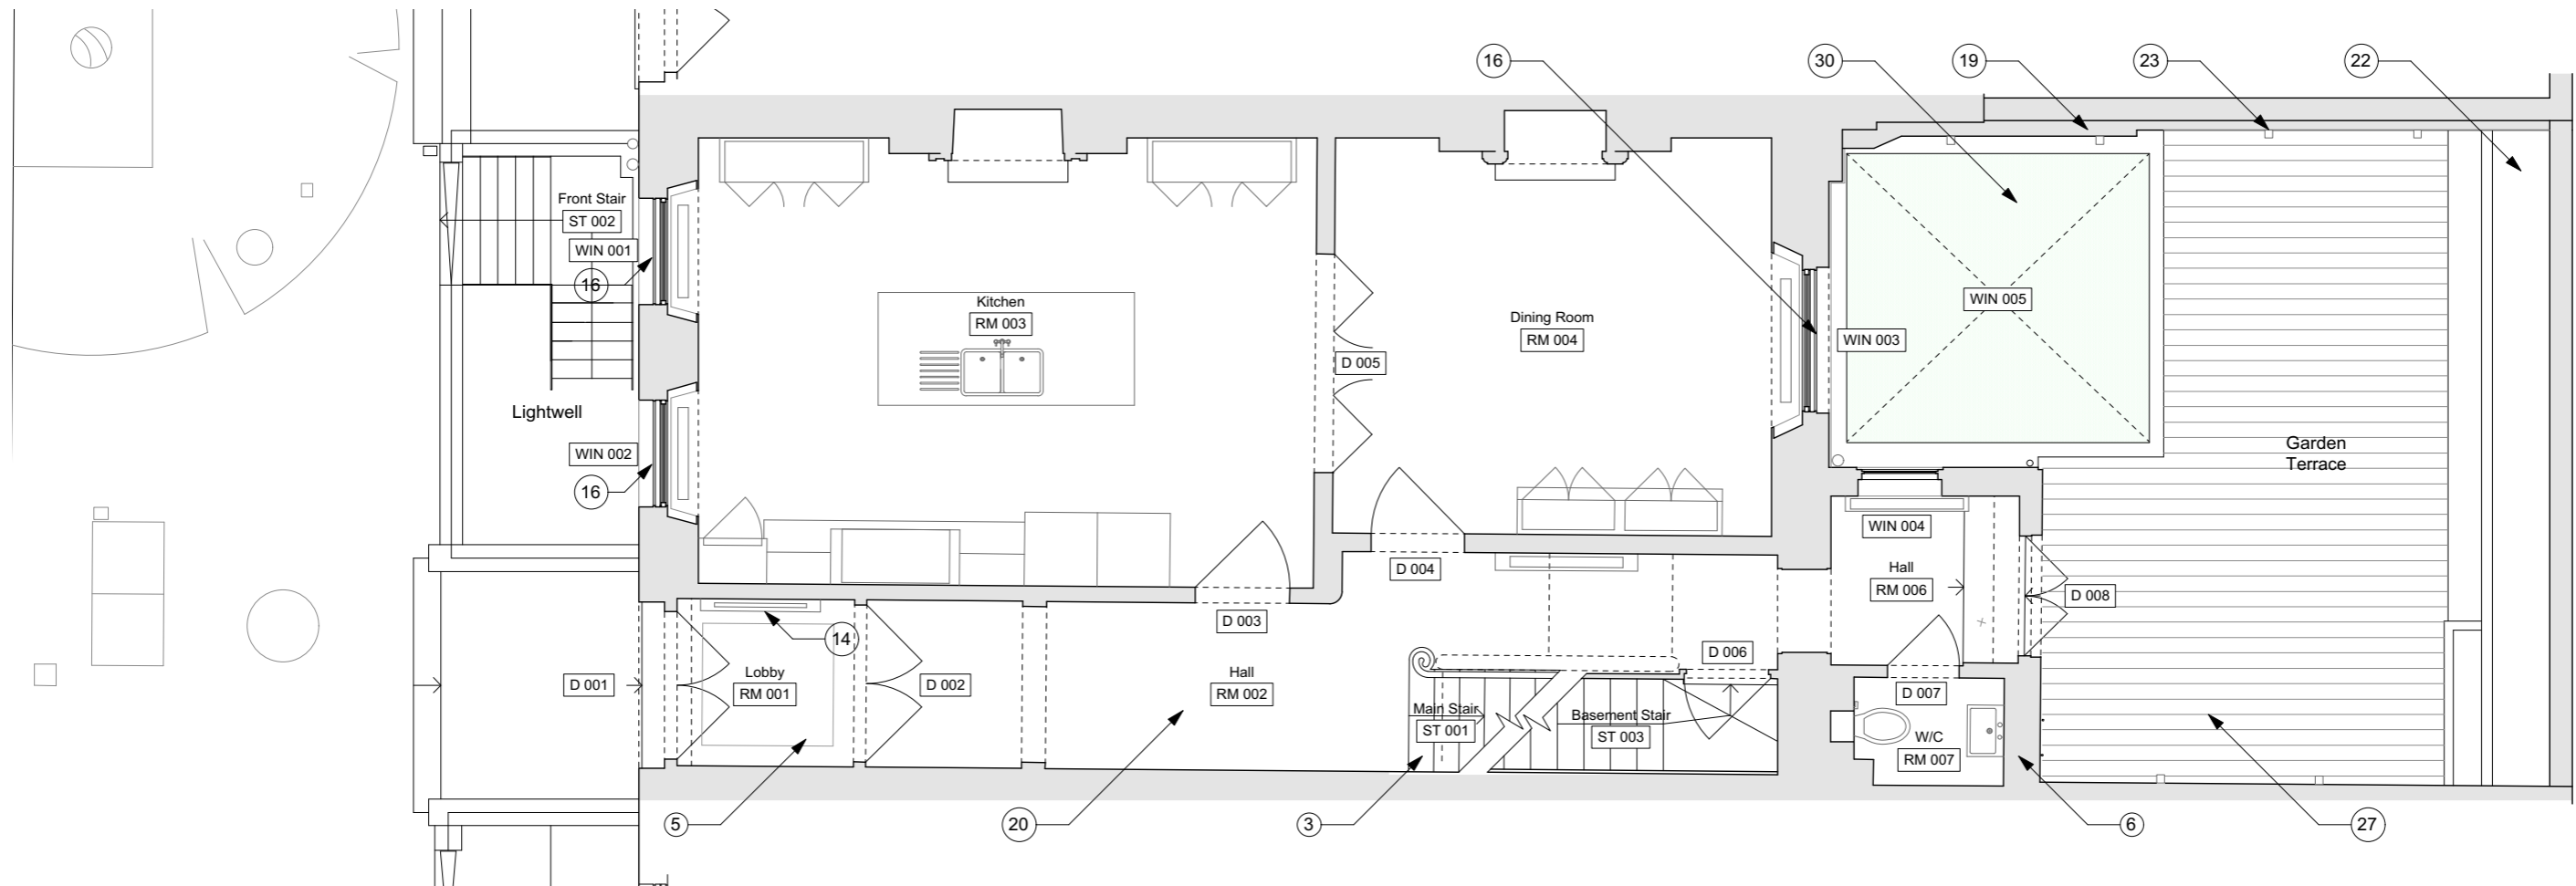 16
30
19
23
22
Front Stair
ST 002
WIN 001
16
Kitchen
RM 003
Dining Room
RM 004
D 005
WIN 003
WIN 005
Lightwell
WIN 002
16
Garden
Terrace
WIN 004
Hall
RM 006
D 008
D 004
D 003
14
Lobby
RM 001
D 001
D 002
Hall
RM 002
D 006
Main Stair
ST 001
Basement Stair
ST 003
D 007
W/C
RM 007
5
20
3
6
27